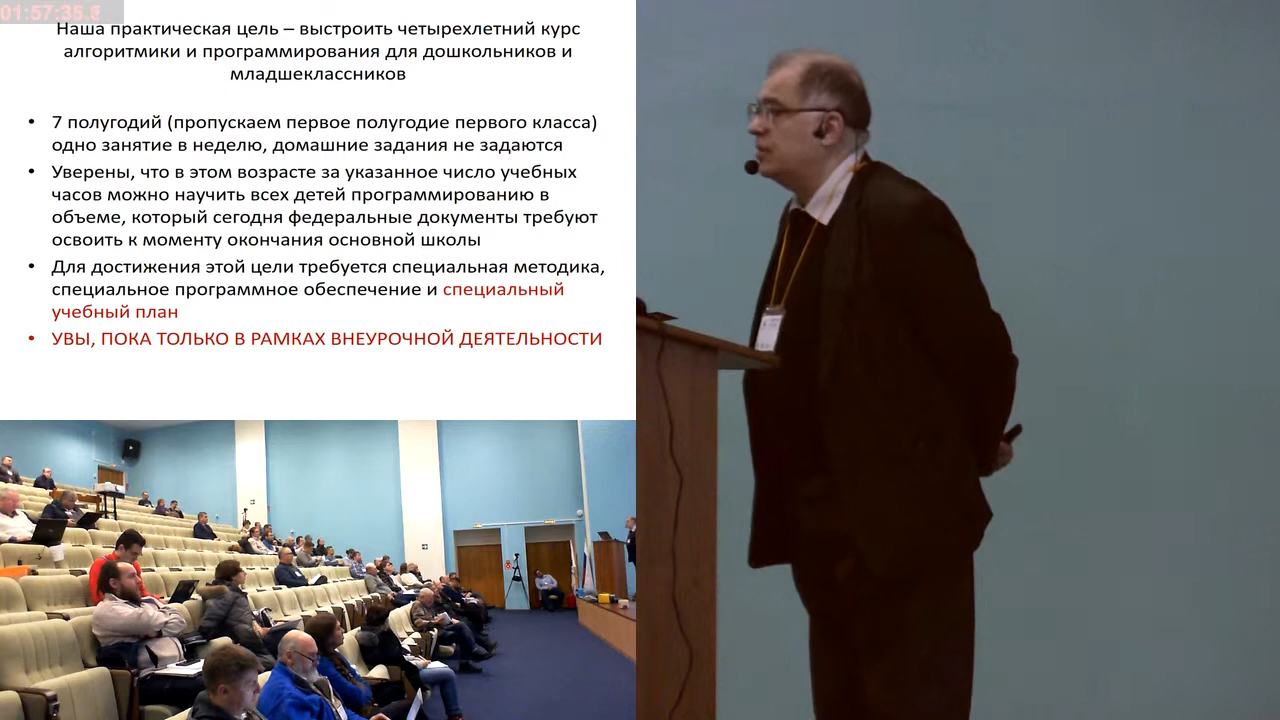 01:57:35.8
Наша практическая цель – выстроить четырехлетний курс
алгоритмики и программирования для дошкольников и
младшеклассников
• 7 полугодий (пропускаем первое полугодие первого класса)
одно занятие в неделю, домашние задания не задаются
• Уверены, что в этом возрасте за указанное число учебных
часов можно научить всех детей программированию в
объеме, который сегодня федеральные документы требуют
освоить к моменту окончания основной школы
• Для достижения этой цели требуется специальная методика,
специальное программное обеспечение и специальный
учебный план
• УВЫ, ПОКА ТОЛЬКО В РАМКАХ ВНЕУРОЧНОЙ ДЕЯТЕЛЬНОСТИ